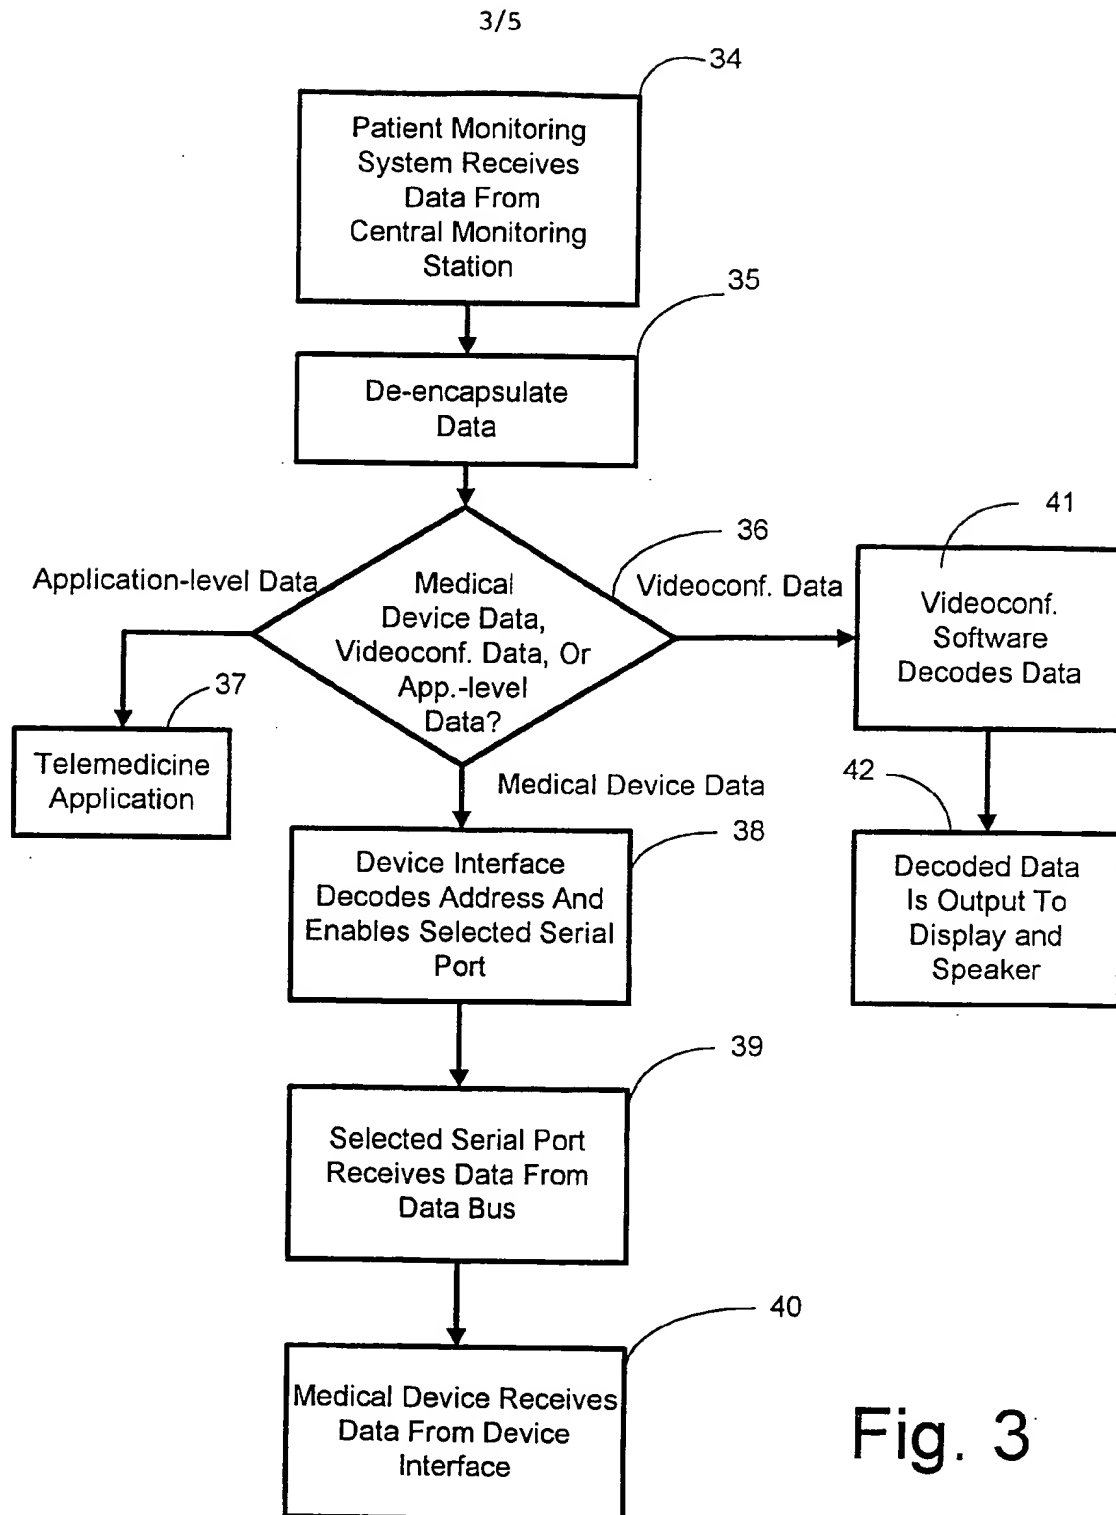 3/5
34
Patient Monitoring
System Receives
Data From
Central Monitoring
Station
35
De-encapsulate
Data
36
Medical
Device Data,
Videoconf. Data, Or
App.-level
Data?
Application-level Data
37
Telemedicine
Application
Videoconf. Data
41
Videoconf.
Software
Decodes Data
42
Decoded Data
Is Output To
Display and
Speaker
Medical Device Data
38
Device Interface
Decodes Address And
Enables Selected Serial
Port
39
Selected Serial Port
Receives Data From
Data Bus
40
Medical Device Receives
Data From Device
Interface
Fig. 3